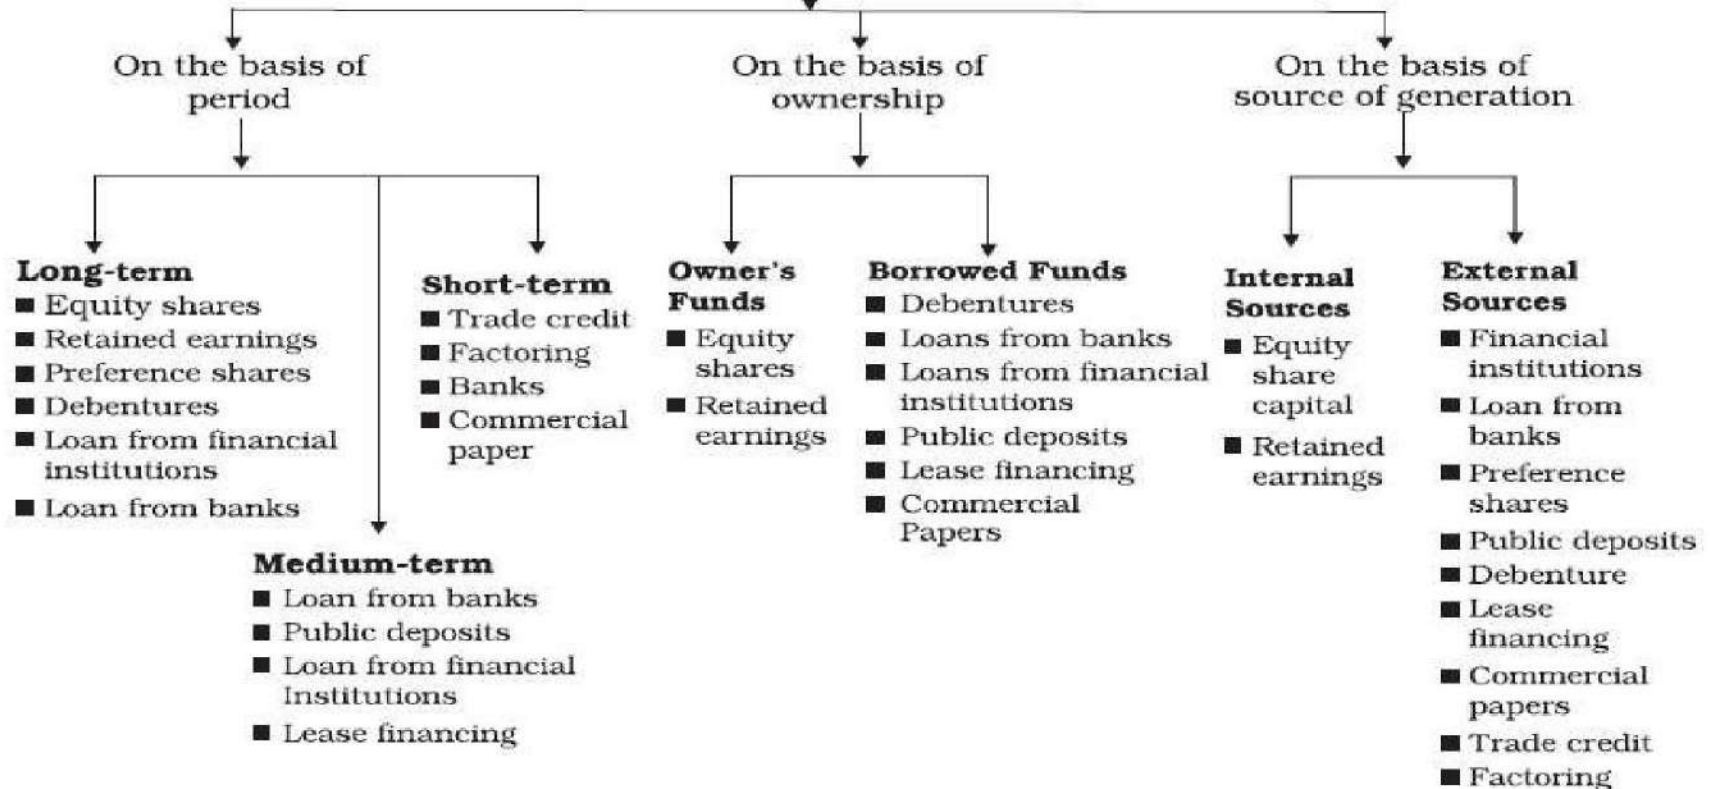 On the basis of
period
On the basis of
ownership
On the basis of
source of generation
Long-term
■ Equity shares
■ Retained earnings
■ Preference shares
■ Debentures
■ Loan from financial
institutions
■ Loan from banks
Medium-term
■ Loan from banks
■ Public deposits
■ Loan from financial
Institutions
■ Lease financing
Short-term
■ Trade credit
■ Factoring
■ Banks
■ Commercial
paper
Owner's
Funds
■ Equity
shares
■ Retained
earnings
Borrowed Funds
■ Debentures
■ Loans from banks
■ Loans from financial
institutions
■ Public deposits
■ Lease financing
■ Commercial
Papers
Internal
Sources
■ Equity
share
capital
■ Retained
earnings
External
Sources
■ Financial
institutions
■ Loan from
banks
■ Preference
shares
■ Public deposits
■ Debenture
■ Lease
financing
■ Commercial
papers
■ Trade credit
■ Factoring